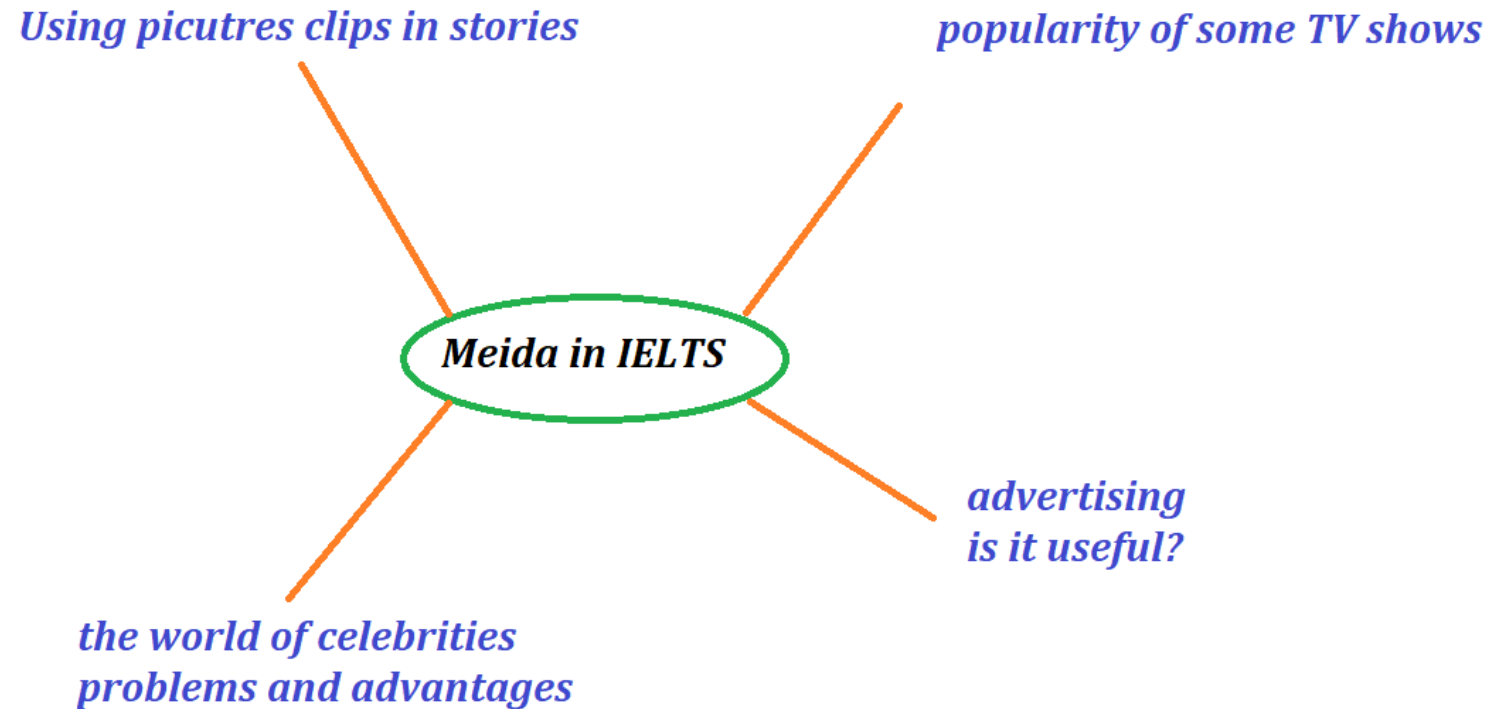 Using picutres clips in stories
popularity of some TV shows
Meida in IELTS
advertising
is it useful?
the world of celebrities
problems and advantages